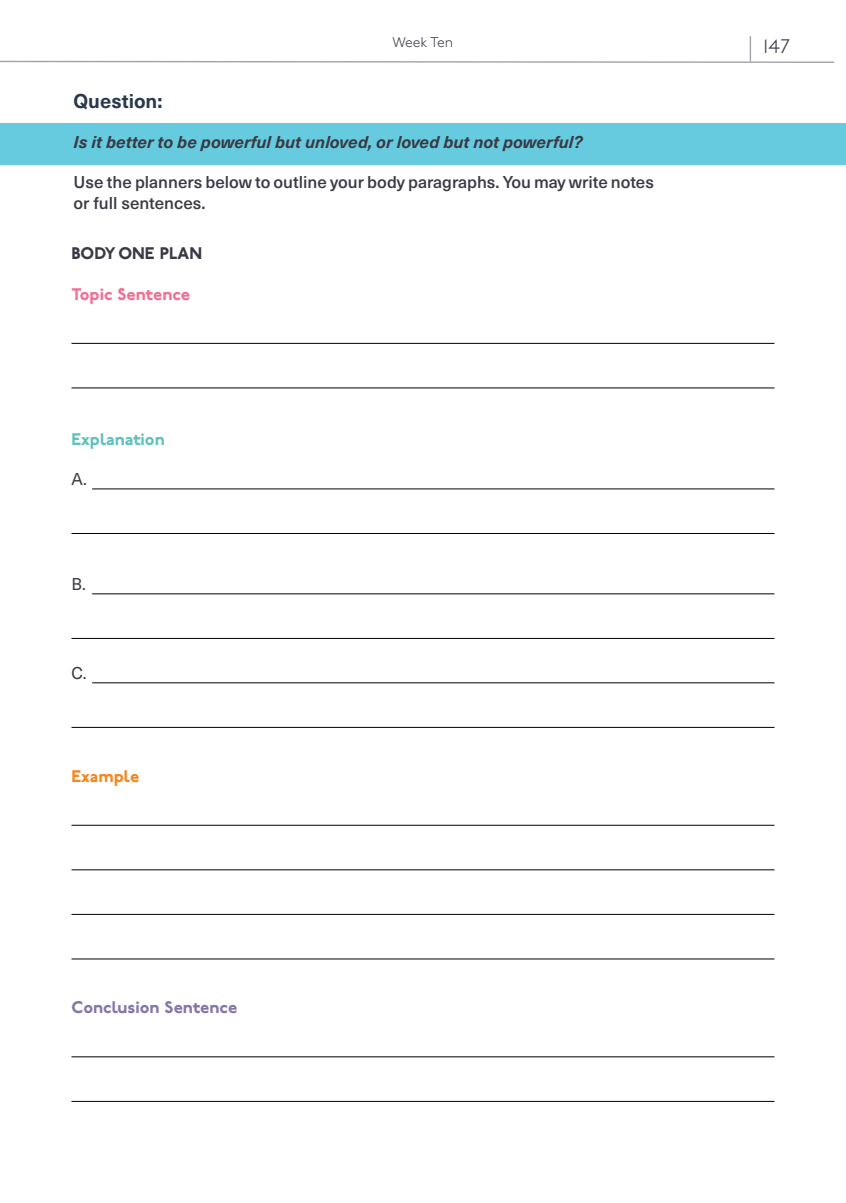 Week Ten
147
Question:
Is it better to be powerful but unloved, or loved but not powerful?
Use the planners below to outline your body paragraphs. You may write notes
or full sentences.
BODY ONE PLAN
Topic Sentence
Explanation
A.
B.
C.
Example
Conclusion Sentence